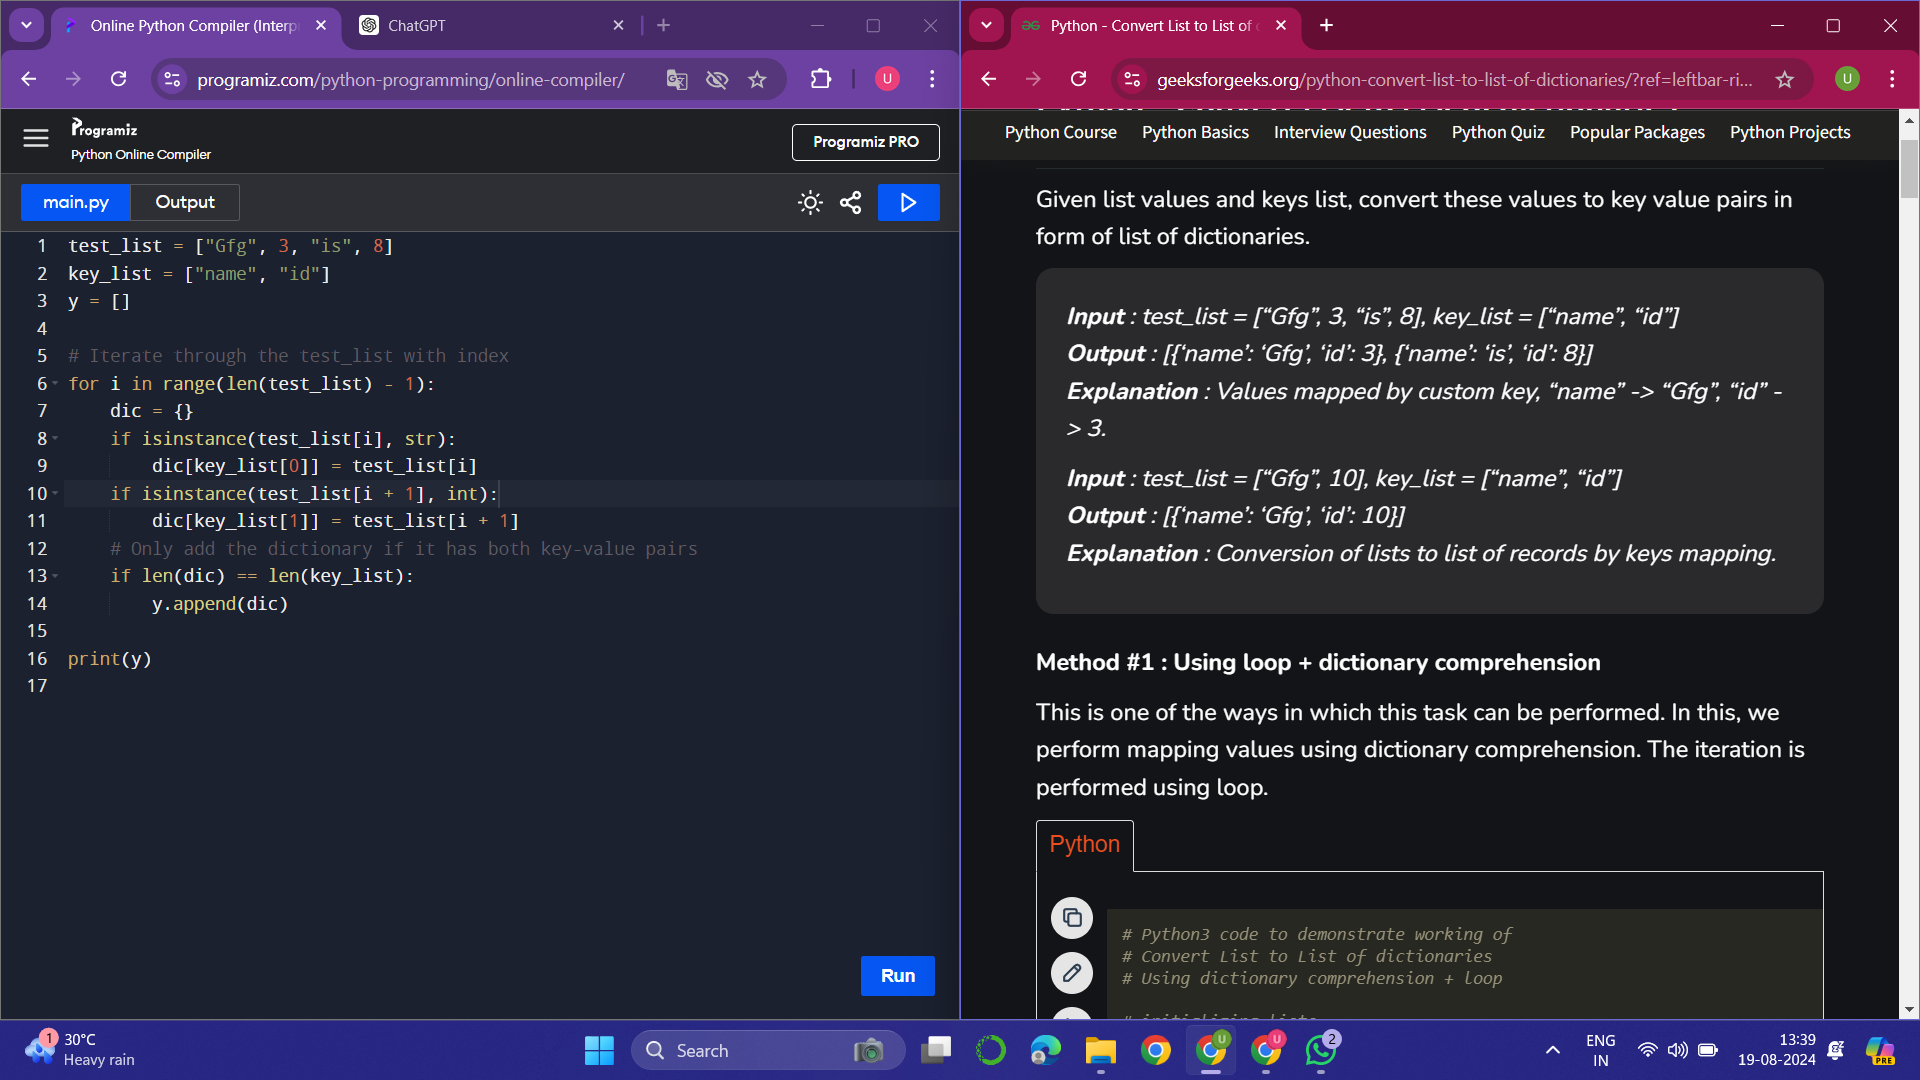 Online Python Compiler (Interp
ChatGPT
programiz.com/python-programming/online-compiler/
U
Programiz
Python Online Compiler
Programiz PRO
main.py
Output
1 test_list = ["Gfg", 3, "is", 8]
2 key_list = ["name", "id"]
3 y = []
4
5 # Iterate through the test_list with index
6 for i in range(len(test_list) - 1):
7 dic = {}
8 if isinstance(test_list[i], str):
9 dic[key_list[0]] = test_list[i]
10 if isinstance(test_list[i + 1], int):
11 dic[key_list[1]] = test_list[i + 1]
12 # Only add the dictionary if it has both key-value pairs
13 if len(dic) == len(key_list):
14 y.append(dic)
15
16 print(y)
17
Run
Python - Convert List to List of
geeksforgeeks.org/python-convert-list-to-list-of-dictionaries/?ref=leftbar-ri...
U
Python Course Python Basics Interview Questions Python Quiz Popular Packages Python Projects
Given list values and keys list, convert these values to key value pairs in
form of list of dictionaries.
Input : test_list = [“Gfg”, 3, “is”, 8], key_list = [“name”, “id”]
Output : [{‘name’: ‘Gfg’, ‘id’: 3}, {‘name’: ‘is’, ‘id’: 8}]
Explanation : Values mapped by custom key, “name” -> “Gfg”, “id” -
> 3.
Input : test_list = [“Gfg”, 10], key_list = [“name”, “id”]
Output : [{‘name’: ‘Gfg’, ‘id’: 10}]
Explanation : Conversion of lists to list of records by keys mapping.
Method #1 : Using loop + dictionary comprehension
This is one of the ways in which this task can be performed. In this, we
perform mapping values using dictionary comprehension. The iteration is
performed using loop.
Python
# Python3 code to demonstrate working of
# Convert List to List of dictionaries
# Using dictionary comprehension + loop
1
30°C
Heavy rain
Search
U
U
2
ENG
IN
13:39
19-08-2024
PRE